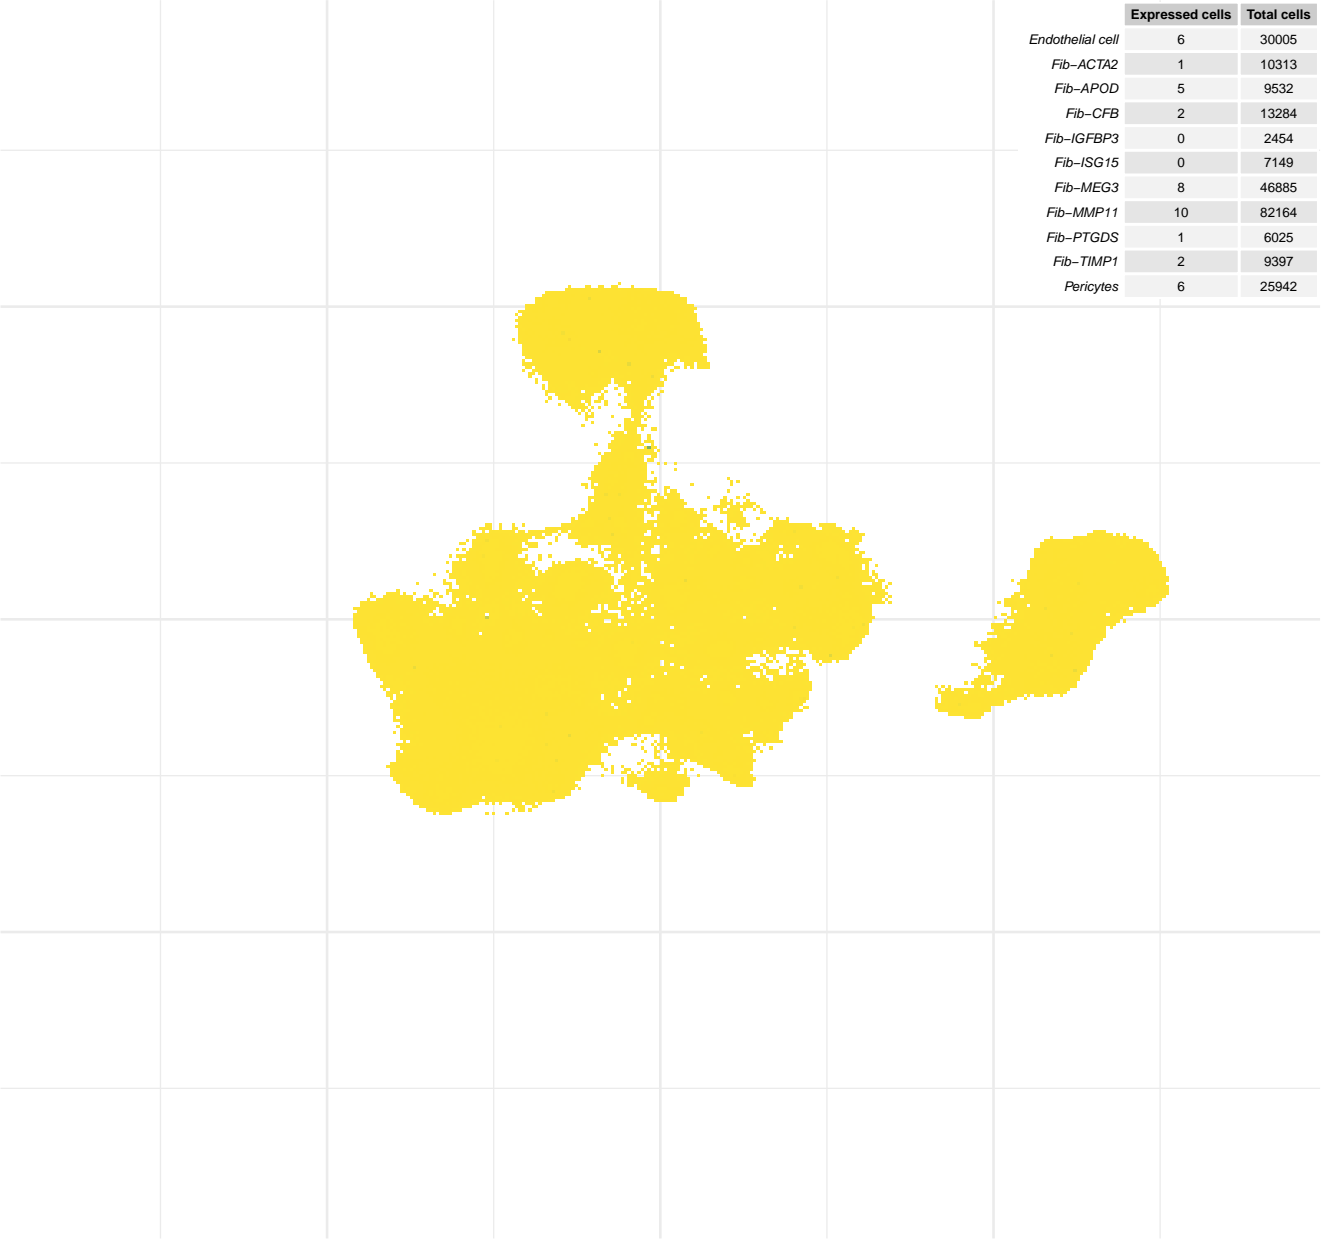 Expressed cells Total cells
Endothelial cell 6 30005
Fib−ACTA2 1 10313
Fib−APOD 5 9532
Fib−CFB 2 13284
Fib−IGFBP3 0 2454
Fib−ISG15 0 7149
Fib−MEG3 8 46885
Fib−MMP11 10 82164
Fib−PTGDS 1 6025
Fib−TIMP1 2 9397
Pericytes 6 25942